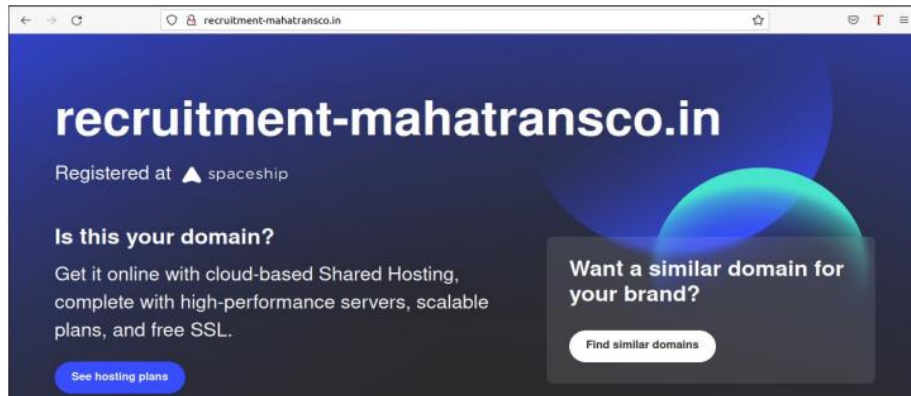 recruitment-mahatransco.in
T
recruitment-mahatransco.in
Registered at spaceship
Is this your domain?
Get it online with cloud-based Shared Hosting,
complete with high-performance servers, scalable
plans, and free SSL.
See hosting plans
Want a similar domain for
your brand?
Find similar domains